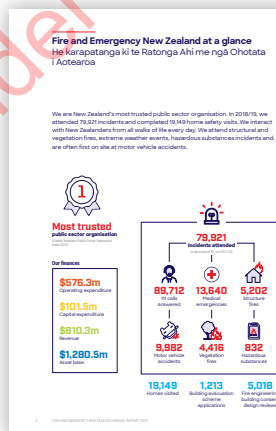 Fire and Emergency New Zealand at a glance
He karapatanga ki te Ratonga Ahi me ngā Ohotata
i Aotearoa
We are New Zealand's most trusted public sector organisation. In 2018/19, we
attended 79,921 incidents and completed 19,149 home safety visits. We interact
with New Zealanders from all walks of life every day. We attend structural and
vegetation fires, extreme weather events, hazardous substances incidents and
are often first on site at motor vehicle accidents.
1
Most trusted
public sector organisation
Our finances
$576.3m
Operating expenditure
$101.5m
Capital expenditure
$610.3m
Revenue
$1,280.5m
Asset base
79,921
Incidents attended
89,712
111 calls
answered
13,640
Medical
emergencies
5,202
Structure
fires
9,982
Motor vehicle
accidents
4,416
Vegetation
fires
832
Hazardous
substances
19,149
Homes visited
1,213
Building evacuation
scheme
applications
5,018
Fire engineering
building consent
design reviews
FIRE AND EMERGENCY NEW ZEALAND ANNUAL REPORT